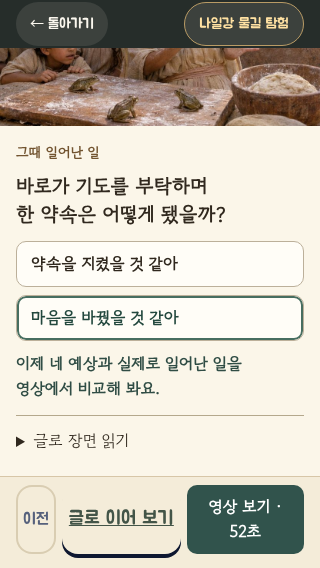 ← 돌아가기
나일강 물길 탐험
그때 일어난 일
바로가 기도를 부탁하며
한 약속은 어떻게 됐을까?
약속을 지켰을 것 같아
마음을 바꿨을 것 같아
이제 네 예상과 실제로 일어난 일을
영상에서 비교해 봐요.
▶ 글로 장면 읽기
이전
글로 이어 보기
영상 보기 ·
52초